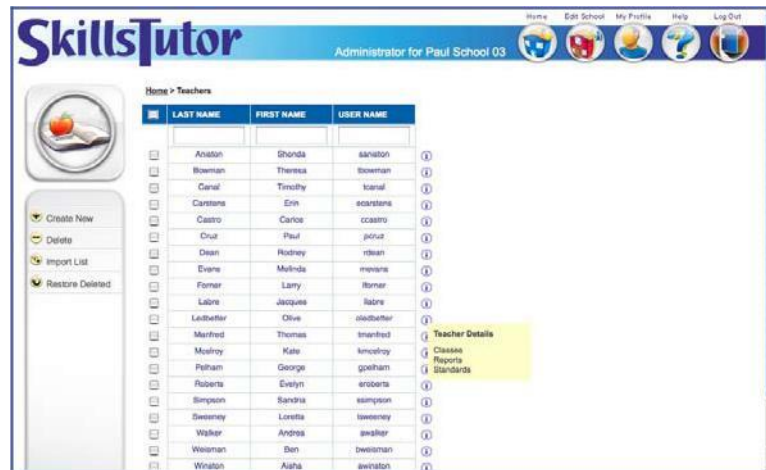 Home Edit School My Profile Help Log Out
SkillsTutor
Administrator for Paul School 03
Home > Teachers
LAST NAME FIRST NAME USER NAME
Aniston Shonda saniston
Bowman Theresa tbowman
Canal Timothy tcanal
Carstens Erin ecarstens
Castro Carlos ccastro
Create New
Cruz Paul pcruz
Delete
Dean Rodney rdean
Evans Melinda mevans
Import List
Forner Larry lforner
Restore Deleted
Labre Jacques llabre
Ledbetter Olive oledbetter
Manfred Thomas tmanfred
Teacher Details
Mcelroy Kate kmcelroy
Classes
Reports
Pelham George gpelham
Standards
Roberts Evelyn eroberts
Simpson Sandria ssimpson
Sweeney Loretta lsweeney
Walker Andrea awalker
Weisman Ben bweisman
Winston Aisha awinston